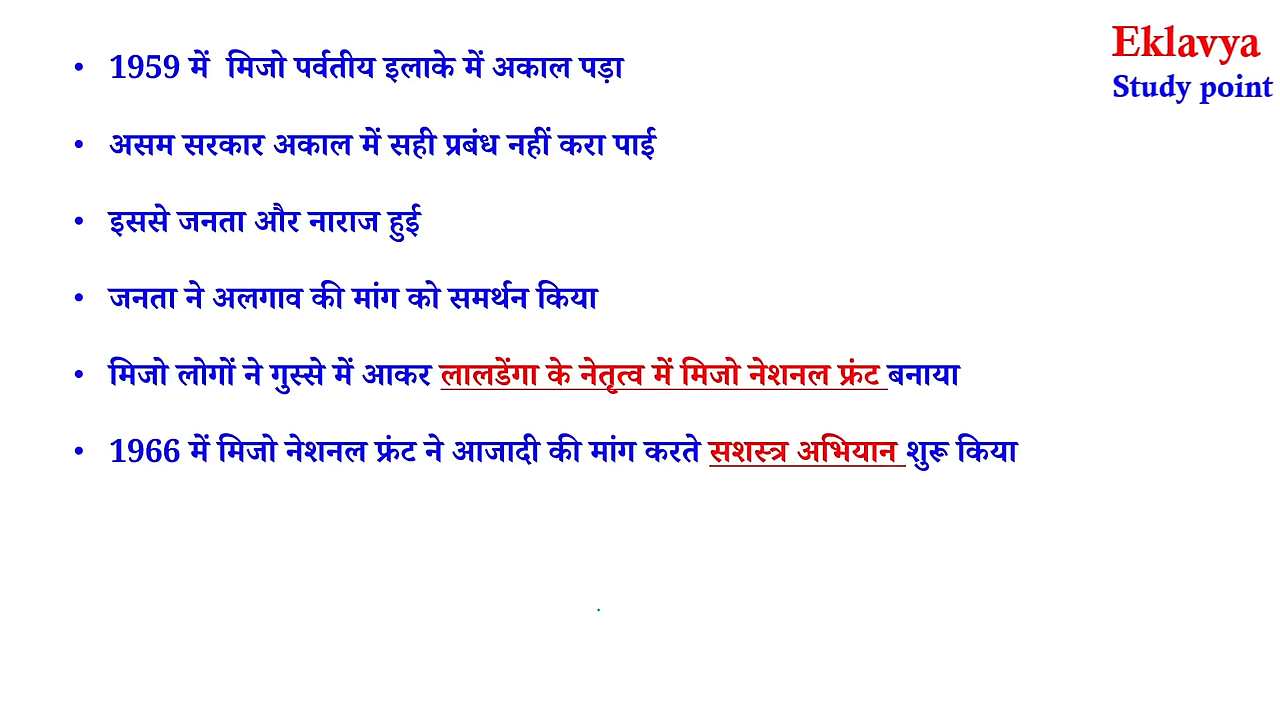 Eklavya
Study point
• 1959 में मिजो पर्वतीय इलाके में अकाल पड़ा
• असम सरकार अकाल में सही प्रबंध नहीं करा पाई
• इससे जनता और नाराज हुई
• जनता ने अलगाव की मांग को समर्थन किया
• मिजो लोगों ने गुस्से में आकर लालडेंगा के नेतृत्व में मिजो नेशनल फ्रंट बनाया
• 1966 में मिजो नेशनल फ्रंट ने आजादी की मांग करते सशस्त्र अभियान शुरू किया